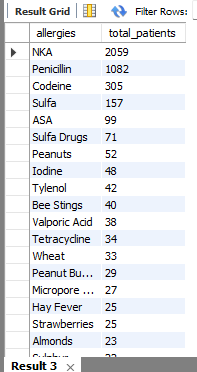 Result Grid Filter Rows:
allergies total_patients
NKA 2059
Penicillin 1082
Codeine 305
Sulfa 157
ASA 99
Sulfa Drugs 71
Peanuts 52
Iodine 48
Tylenol 42
Bee Stings 40
Valporic Acid 38
Tetracycline 34
Wheat 33
Peanut Bu... 29
Micropore ... 27
Hay Fever 25
Strawberries 25
Almonds 23
Result 3 ×